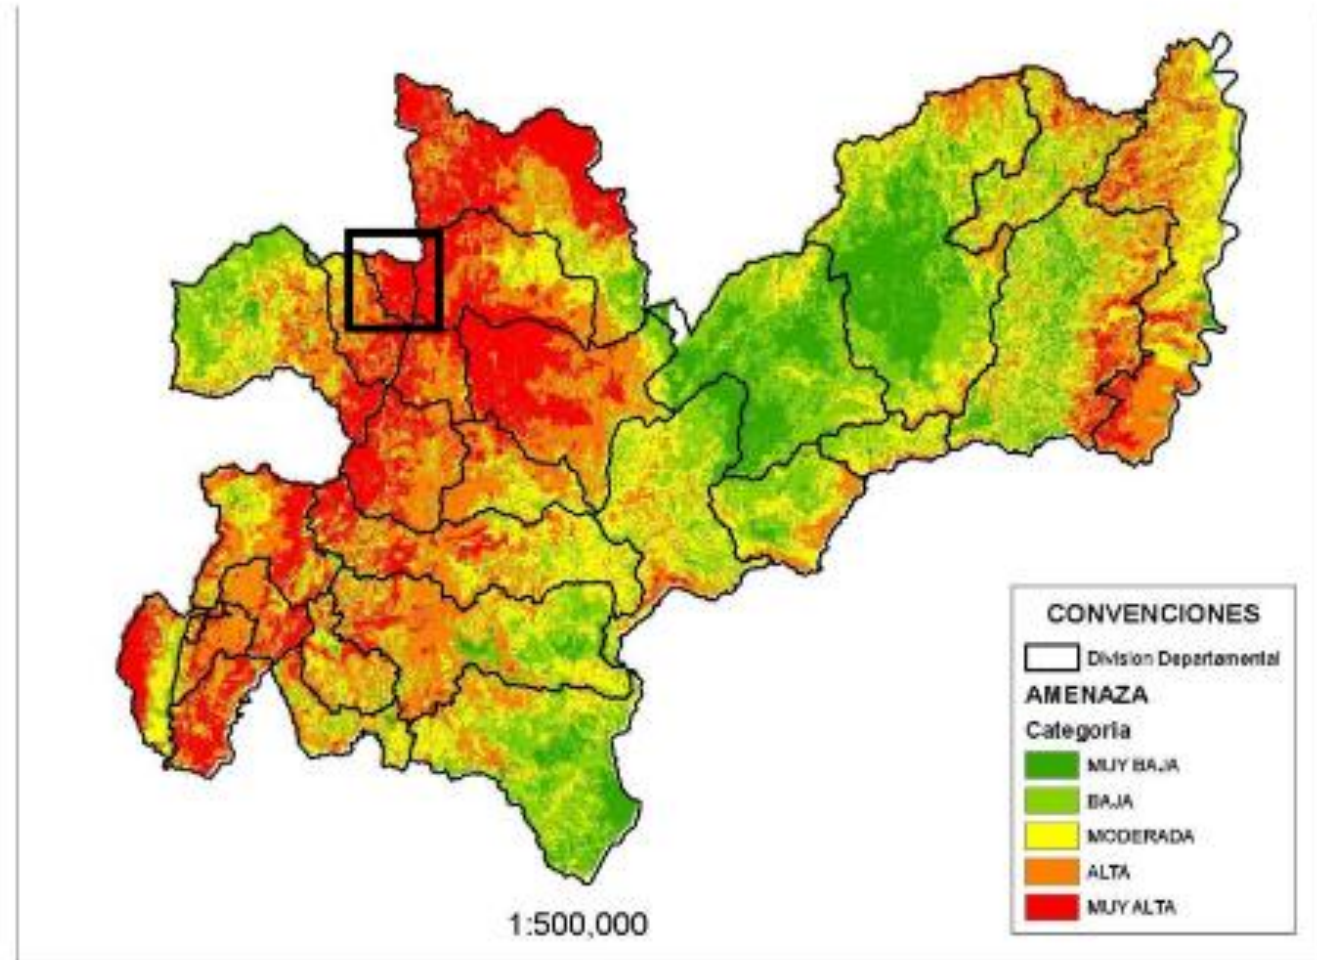 CONVENCIONES
Division Departamental
AMENAZA
Categoria
MUY BAJA
BAJA
MODERADA
ALTA
MUY ALTA
1:500,000